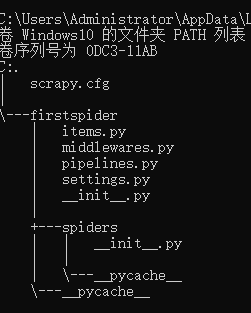 C:\Users\Administrator\AppData\L
卷 Windows10 的文件夹 PATH 列表
卷序列号为 0DC3-11AB
C:.
│  scrapy.cfg
│
\---firstspider
    │  items.py
    │  middlewares.py
    │  pipelines.py
    │  settings.py
    │  __init__.py
    │
    +---spiders
    │   │  __init__.py
    │   │
    │   \---__pycache__
    \---__pycache__